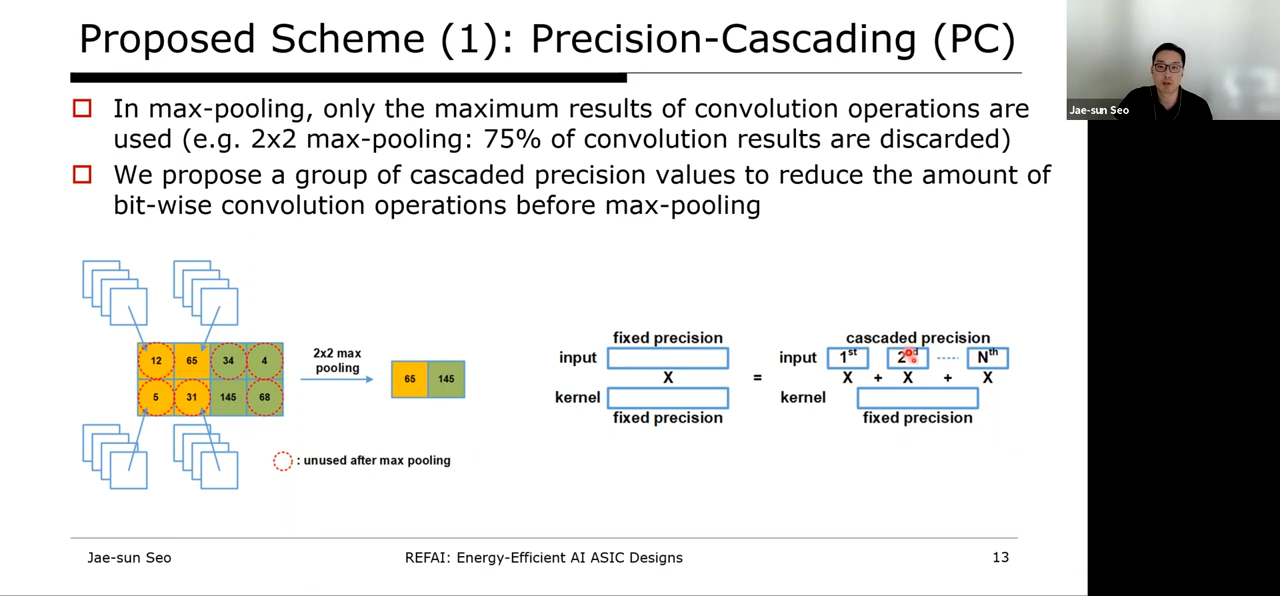 Proposed Scheme (1): Precision-Cascading (PC)
In max-pooling, only the maximum results of convolution operations are
used (e.g. 2x2 max-pooling: 75% of convolution results are discarded)
We propose a group of cascaded precision values to reduce the amount of
bit-wise convolution operations before max-pooling
12 65 34 4
5 31 145 68
2x2 max
pooling
65 145
: unused after max pooling
fixed precision
input
X
kernel
fixed precision
=
cascaded precision
input 1st 2nd ..... Nth
X + X + X
kernel
fixed precision
Jae-sun Seo
REFAI: Energy-Efficient AI ASIC Designs
13
Jae-sun Seo